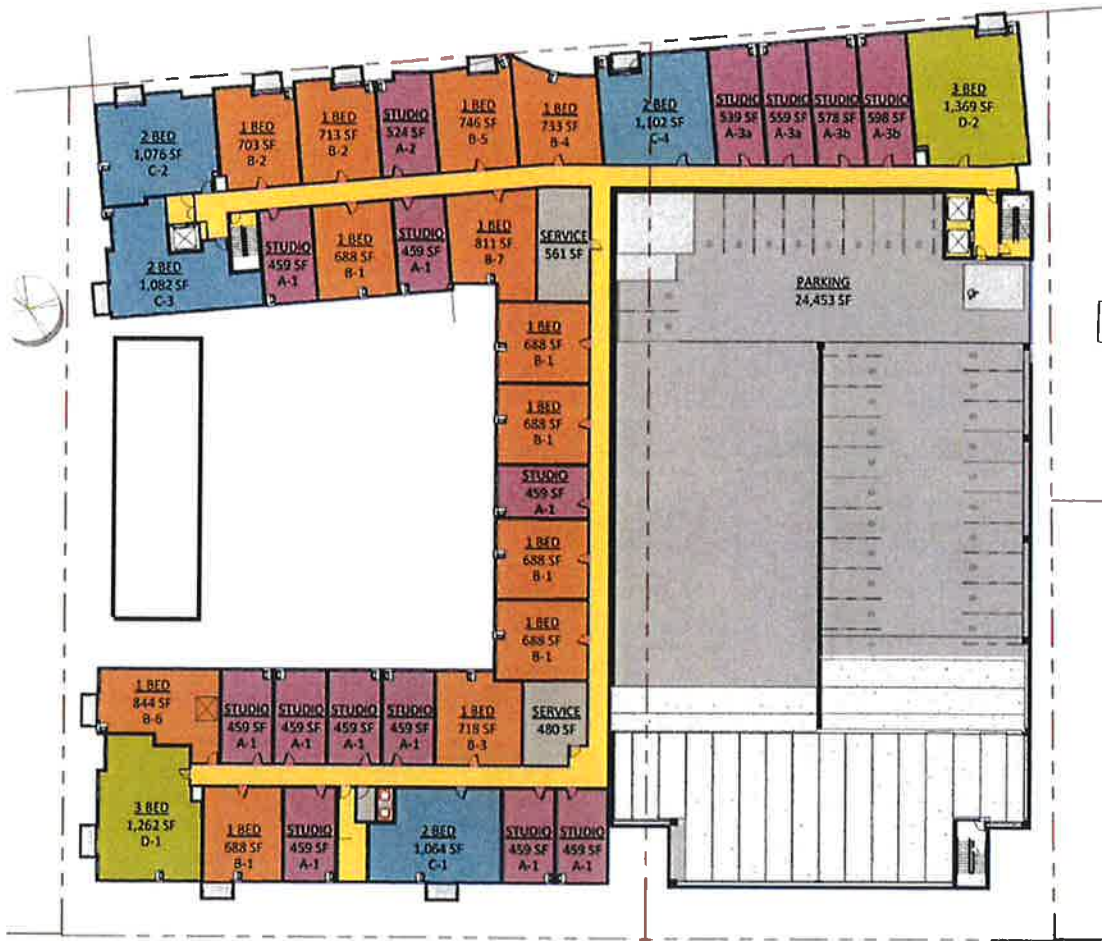 2 BED
1,076 SF
C-2
1 BED
703 SF
B-2
1 BED
713 SF
B-2
STUDIO
524 SF
A-2
1 BED
746 SF
B-5
1 BED
733 SF
B-4
2 BED
1,102 SF
C-4
STUDIO
539 SF
A-3a
STUDIO
559 SF
A-3a
STUDIO
578 SF
A-3b
STUDIO
598 SF
A-3b
3 BED
1,369 SF
D-2
2 BED
1,082 SF
C-3
STUDIO
459 SF
A-1
1 BED
688 SF
B-1
STUDIO
459 SF
A-1
1 BED
811 SF
B-7
SERVICE
561 SF
PARKING
24,453 SF
1 BED
688 SF
B-1
1 BED
688 SF
B-1
STUDIO
459 SF
A-1
1 BED
688 SF
B-1
1 BED
688 SF
B-1
1 BED
844 SF
B-6
STUDIO
459 SF
A-1
STUDIO
459 SF
A-1
STUDIO
459 SF
A-1
STUDIO
459 SF
A-1
1 BED
718 SF
B-3
SERVICE
480 SF
3 BED
1,262 SF
D-1
1 BED
688 SF
B-1
STUDIO
459 SF
A-1
2 BED
1,064 SF
C-1
STUDIO
459 SF
A-1
STUDIO
459 SF
A-1